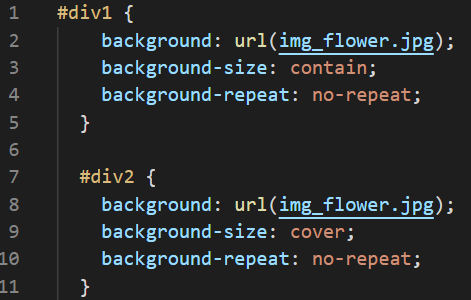 1 #div1 {
2 background: url(img_flower.jpg);
3 background-size: contain;
4 background-repeat: no-repeat;
5 }
6
7 #div2 {
8 background: url(img_flower.jpg);
9 background-size: cover;
10 background-repeat: no-repeat;
11 }